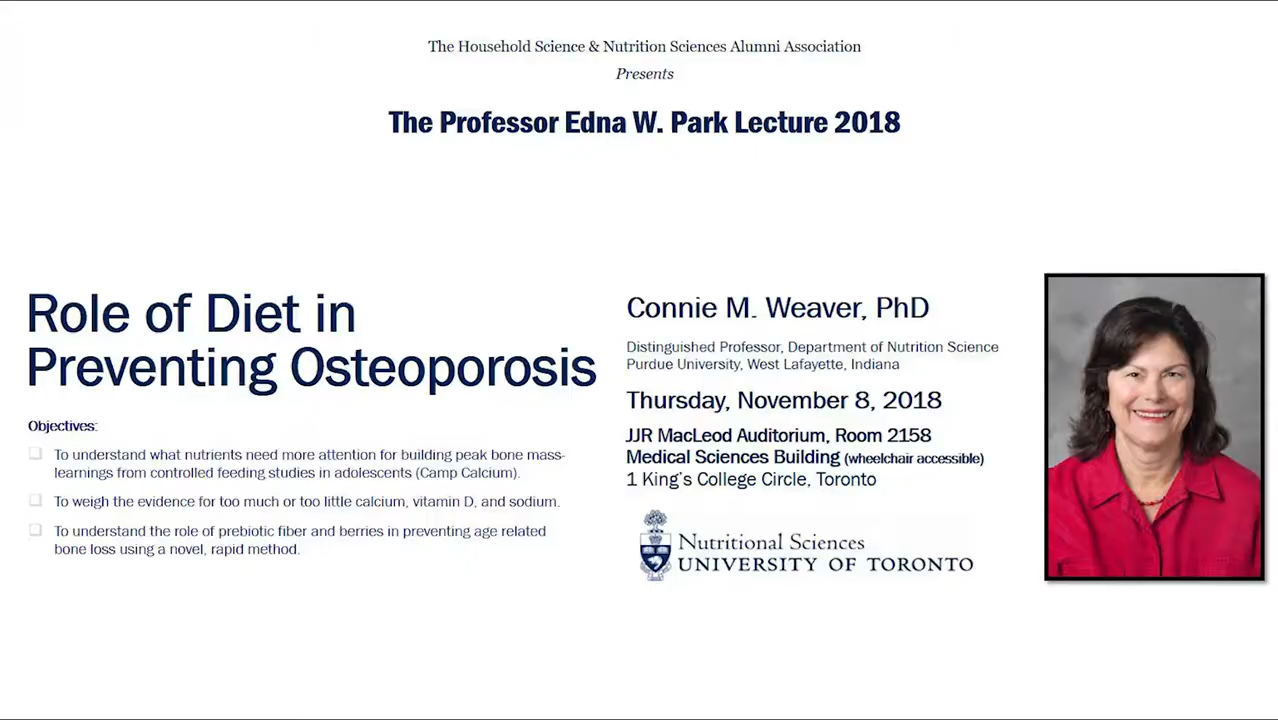 The Household Science & Nutrition Sciences Alumni Association
Presents
The Professor Edna W. Park Lecture 2018
Role of Diet in
Preventing Osteoporosis
Objectives:
To understand what nutrients need more attention for building peak bone mass-
learnings from controlled feeding studies in adolescents (Camp Calcium).
To weigh the evidence for too much or too little calcium, vitamin D, and sodium.
To understand the role of prebiotic fiber and berries in preventing age related
bone loss using a novel, rapid method.
Connie M. Weaver, PhD
Distinguished Professor, Department of Nutrition Science
Purdue University, West Lafayette, Indiana
Thursday, November 8, 2018
JJR MacLeod Auditorium, Room 2158
Medical Sciences Building (wheelchair accessible)
1 King's College Circle, Toronto
Nutritional Sciences
UNIVERSITY OF TORONTO